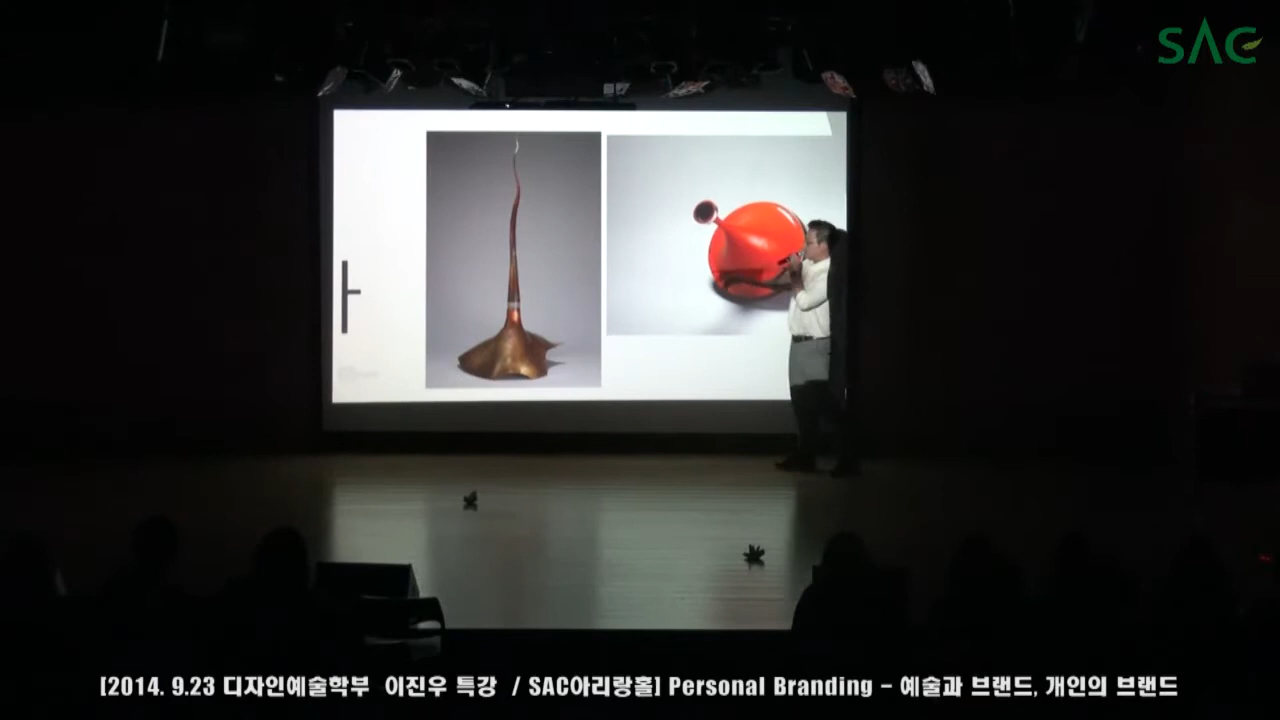 SAC
[2014. 9.23 디자인예술학부 이진우 특강 / SAC아리랑홀] Personal Branding - 예술과 브랜드, 개인의 브랜드